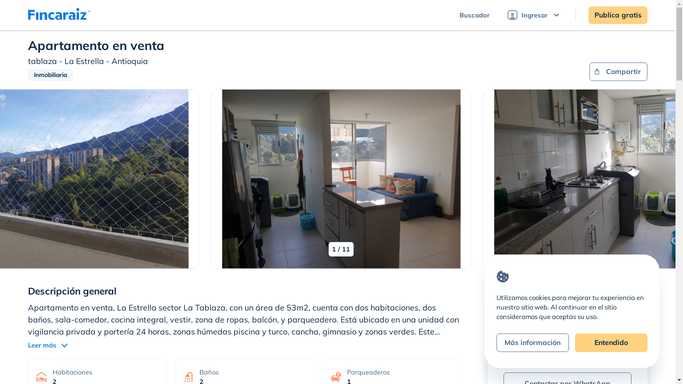 Fincaraiz
Buscador
Ingresar
Publica gratis
Apartamento en venta
tablaza - La Estrella - Antioquia
Inmobiliaria
Compartir
1 / 11
Descripción general
Apartamento en venta, La Estrella sector La Tablaza, con un área de 53m2, cuenta con dos habitaciones, dos
baños, sala-comedor, cocina integral, vestir, zona de ropas, balcón, y parqueadero. Está ubicado en una unidad con
vigilancia privada y portería 24 horas, zonas húmedas piscina y turco, cancha, gimnasio y zonas verdes. Este...
Leer más
Habitaciones
2
Baños
2
Parqueaderos
1
Utilizamos cookies para mejorar tu experiencia en
nuestro sitio web. Al continuar en el sitio
consideramos que aceptas su uso.
Más información
Entendido
Contactar por WhatsApp